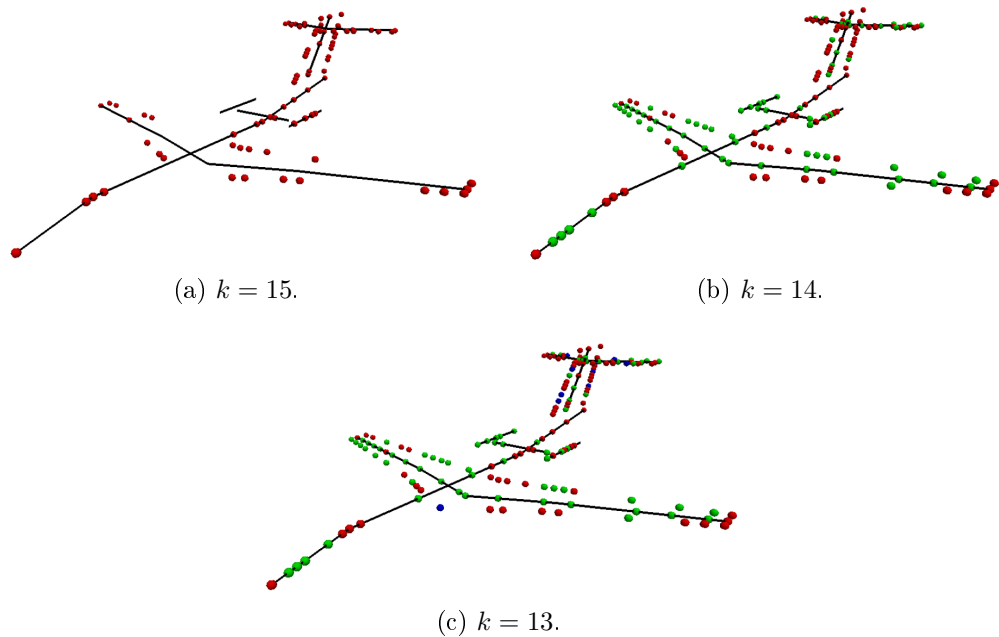 (a) k = 15.
(b) k = 14.
(c) k = 13.